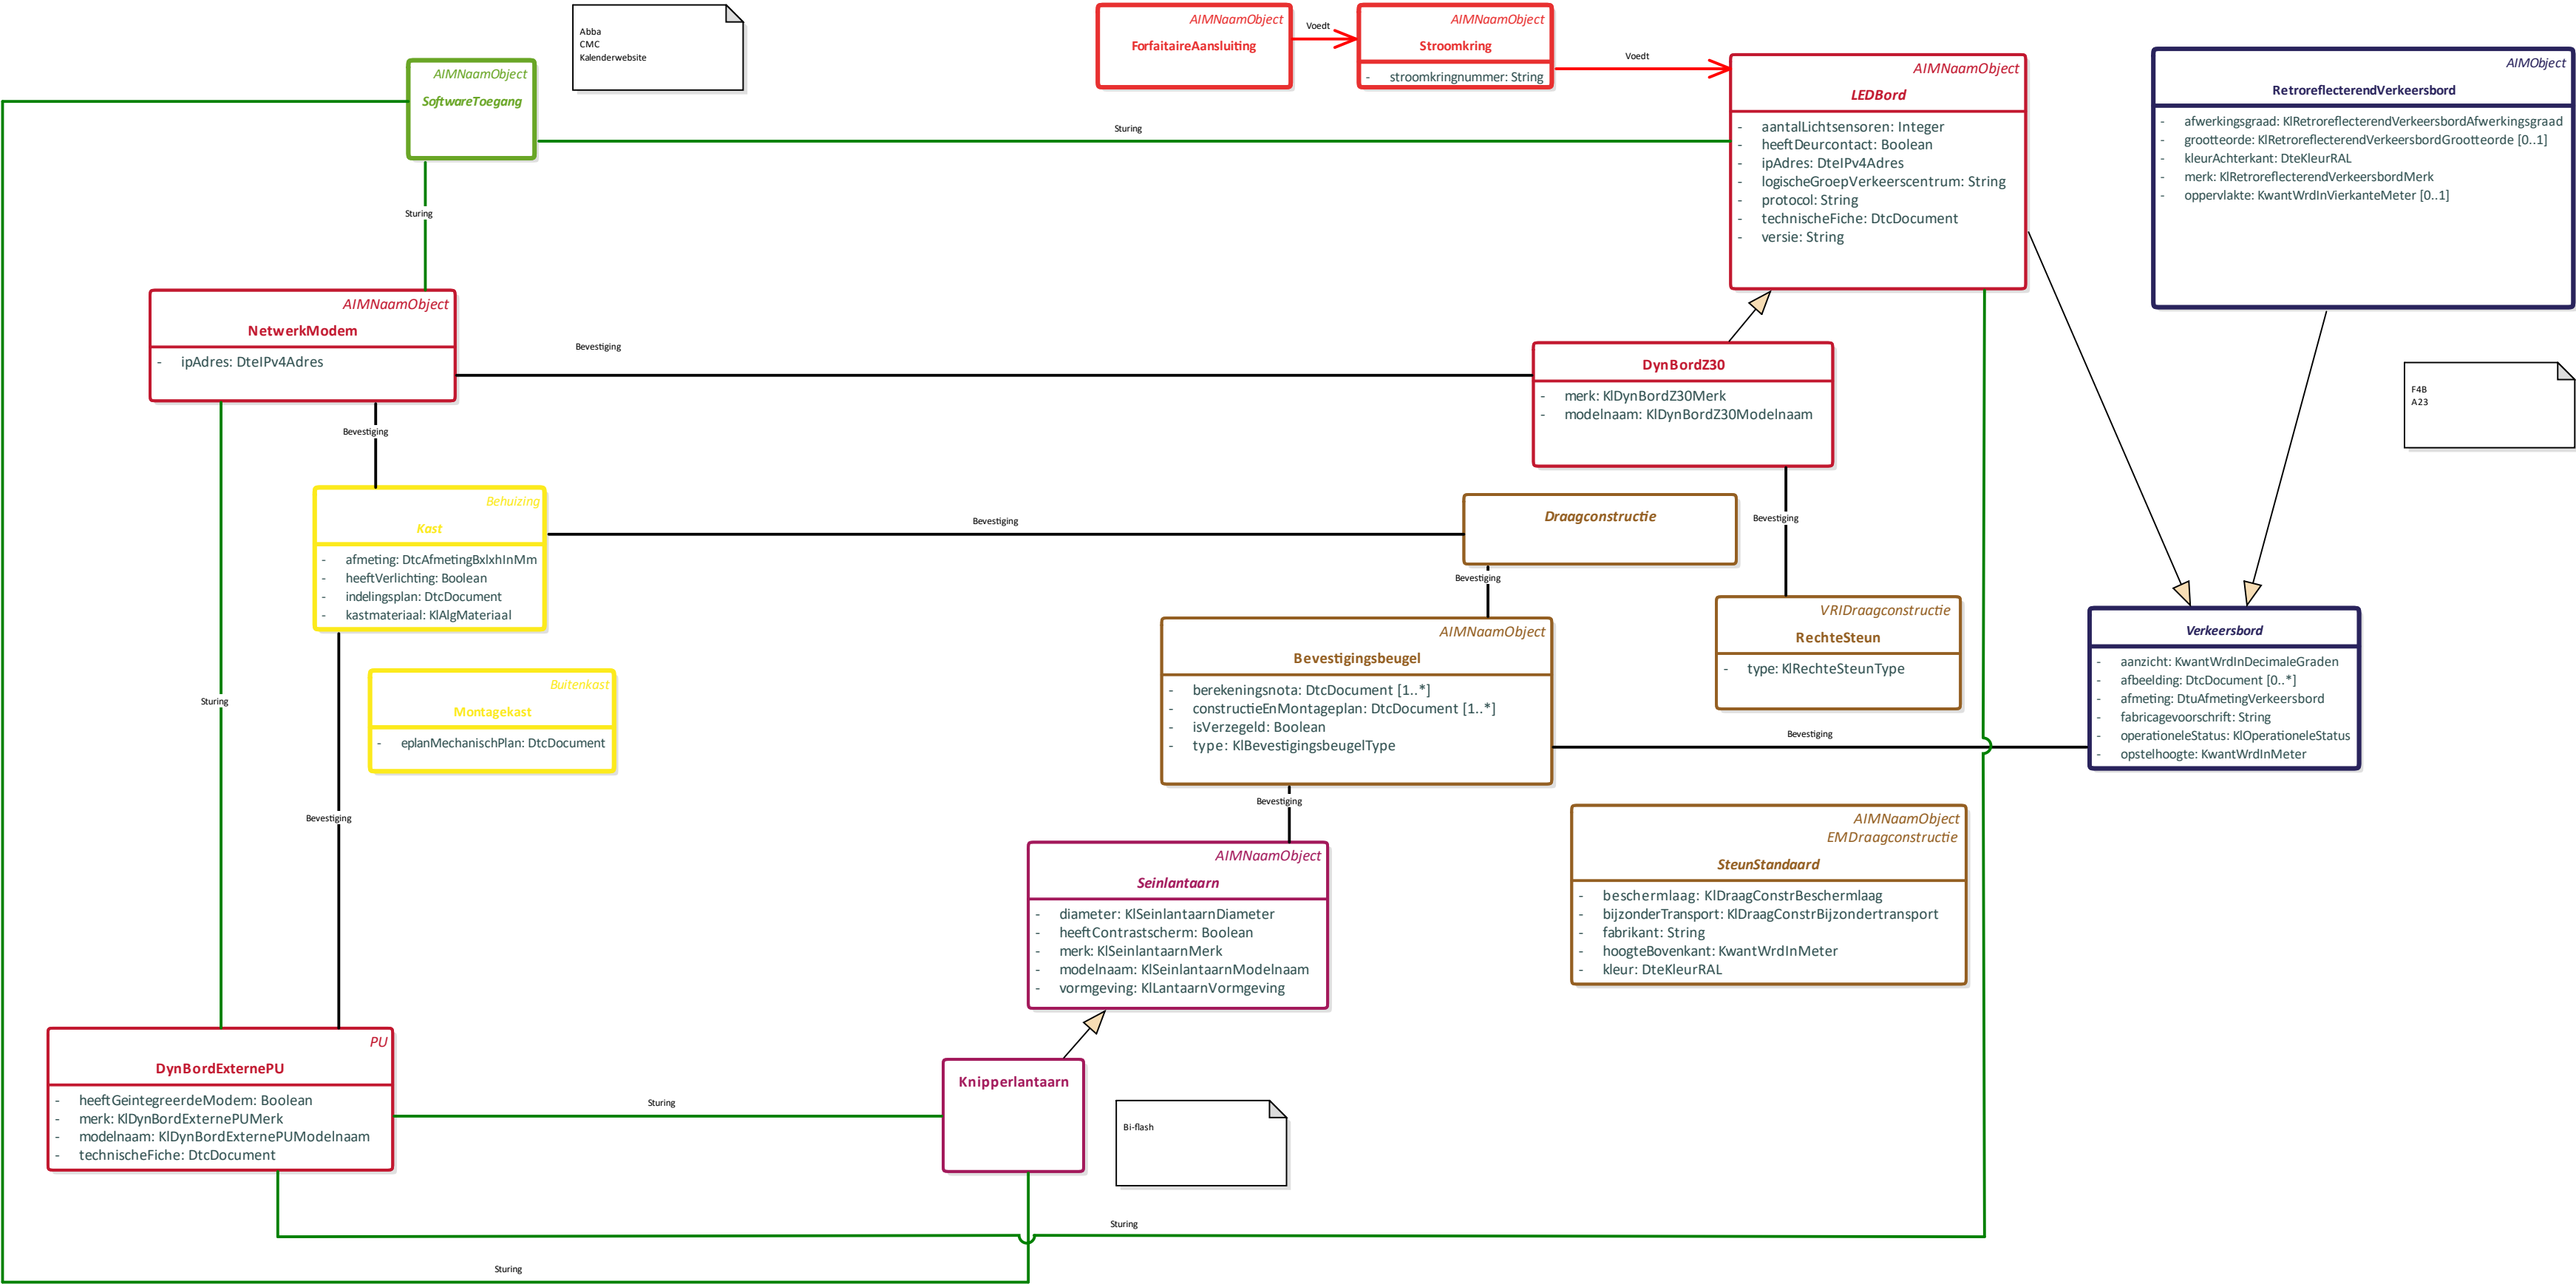 Abba
CMC
Kalenderwebsite
AIMNaamObject
SoftwareToegang
AIMNaamObject
ForfaitaireAansluiting
Voedt
AIMNaamObject
Stroomkring
- stroomkringnummer: String
Voedt
AIMNaamObject
LEDBord
- aantalLichtsensoren: Integer
- heeftDeurcontact: Boolean
- ipAdres: DteIPv4Adres
- logischeGroepVerkeerscentrum: String
- protocol: String
- technischeFiche: DtcDocument
- versie: String
AIMObject
RetroreflecterendVerkeersbord
- afwerkingsgraad: KlRetroreflecterendVerkeersbordAfwerkingsgraad
- grootteorde: KlRetroreflecterendVerkeersbordGrootteorde [0..1]
- kleurAchterkant: DteKleurRAL
- merk: KlRetroreflecterendVerkeersbordMerk
- oppervlakte: KwantWrdInVierkanteMeter [0..1]
Sturing
Sturing
AIMNaamObject
NetwerkModem
- ipAdres: DteIPv4Adres
Bevestiging
DynBordZ30
- merk: KlDynBordZ30Merk
- modelnaam: KlDynBordZ30Modelnaam
F4B
A23
Bevestiging
Behuizing
Kast
- afmeting: DtcAfmetingBxlxhInMm
- heeftVerlichting: Boolean
- indelingsplan: DtcDocument
- kastmateriaal: KlAlgMateriaal
Bevestiging
Draagconstructie
Bevestiging
Bevestiging
VRIDraagconstructie
RechteSteun
- type: KlRechteSteunType
AIMNaamObject
Bevestigingsbeugel
- berekeningsnota: DtcDocument [1..*]
- constructieEnMontageplan: DtcDocument [1..*]
- isVerzegeld: Boolean
- type: KlBevestigingsbeugelType
Verkeersbord
- aanzicht: KwantWrdInDecimaleGraden
- afbeelding: DtcDocument [0..*]
- afmeting: DtuAfmetingVerkeersbord
- fabricagevoorschrift: String
- operationeleStatus: KlOperationeleStatus
- opstelhoogte: KwantWrdInMeter
Bevestiging
Buitenkast
Montagekast
- eplanMechanischPlan: DtcDocument
Sturing
Bevestiging
Bevestiging
AIMNaamObject
EMDraagconstructie
SteunStandaard
- beschermlaag: KlDraagConstrBeschermlaag
- bijzonderTransport: KlDraagConstrBijzondertransport
- fabrikant: String
- hoogteBovenkant: KwantWrdInMeter
- kleur: DteKleurRAL
AIMNaamObject
Seinlantaarn
- diameter: KlSeinlantaarnDiameter
- heeftContrastscherm: Boolean
- merk: KlSeinlantaarnMerk
- modelnaam: KlSeinlantaarnModelnaam
- vormgeving: KlLantaarnVormgeving
PU
DynBordExternePU
- heeftGeintegreerdeModem: Boolean
- merk: KlDynBordExternePUMerk
- modelnaam: KlDynBordExternePUModelnaam
- technischeFiche: DtcDocument
Sturing
Knipperlantaarn
Bi-flash
Sturing
Sturing